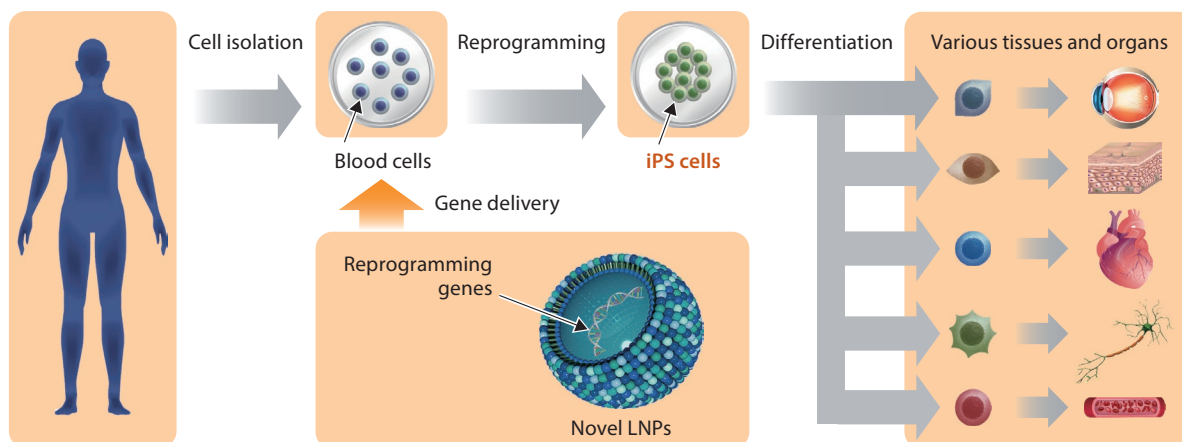 Cell isolation
Reprogramming
Differentiation
Various tissues and organs
Blood cells
iPS cells
Gene delivery
Reprogramming
genes
Novel LNPs